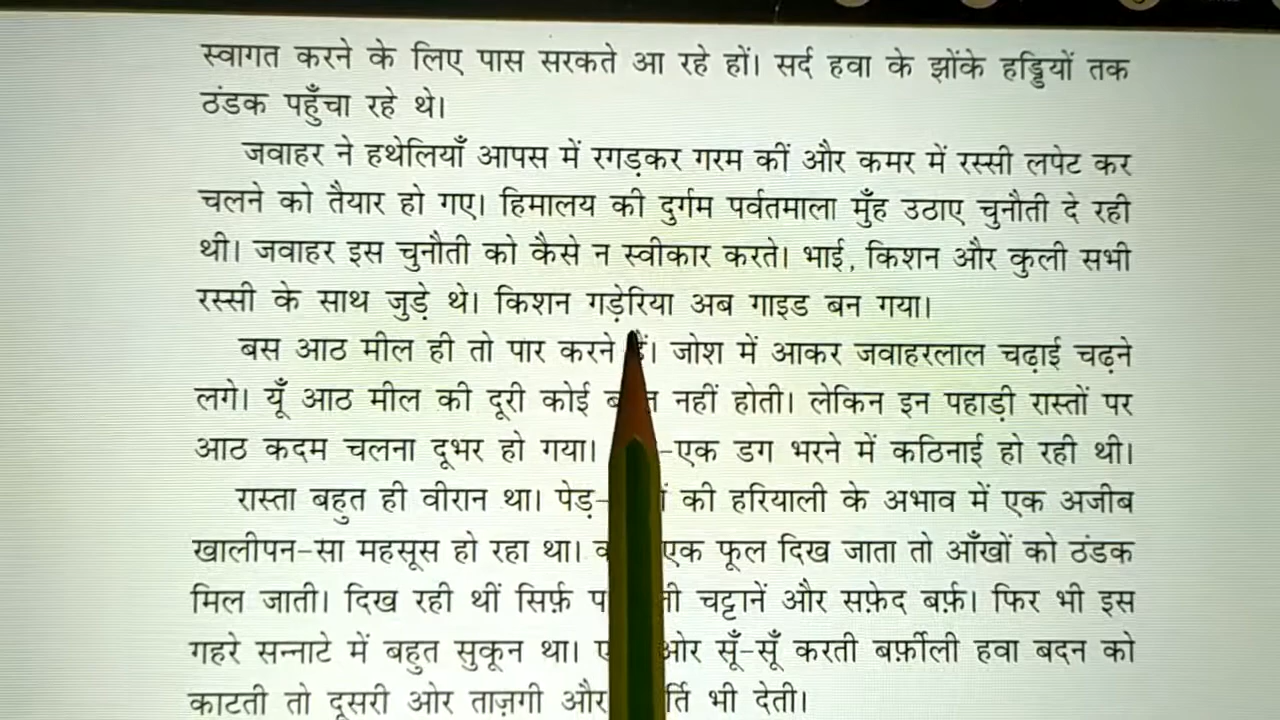 स्वागत करने के लिए पास सरकते आ रहे हों। सर्द हवा के झोंके हड्डियों तक
ठंडक पहुँचा रहे थे।
जवाहर ने हथेलियाँ आपस में रगड़कर गरम कीं और कमर में रस्सी लपेट कर
चलने को तैयार हो गए। हिमालय की दुर्गम पर्वतमाला मुँह उठाए चुनौती दे रही
थी। जवाहर इस चुनौती को कैसे न स्वीकार करते। भाई, किशन और कुली सभी
रस्सी के साथ जुड़े थे। किशन गड़ेरिया अब गाइड बन गया।
बस आठ मील ही तो पार करने जोश में आकर जवाहरलाल चढ़ाई चढ़ने
लगे। यूँ आठ मील की दूरी कोई नहीं होती। लेकिन इन पहाड़ी रास्तों पर
आठ कदम चलना दूभर हो गया। -एक डग भरने में कठिनाई हो रही थी।
रास्ता बहुत ही वीरान था। पेड़- की हरियाली के अभाव में एक अजीब
खालीपन-सा महसूस हो रहा था। एक फूल दिख जाता तो आँखों को ठंडक
मिल जाती। दिख रही थीं सिर्फ़ चट्टानें और सफ़ेद बर्फ़। फिर भी इस
गहरे सन्नाटे में बहुत सुकून था। ओर सूँ-सूँ करती बर्फ़ीली हवा बदन को
काटती तो दूसरी ओर ताज़गी और भी देती।